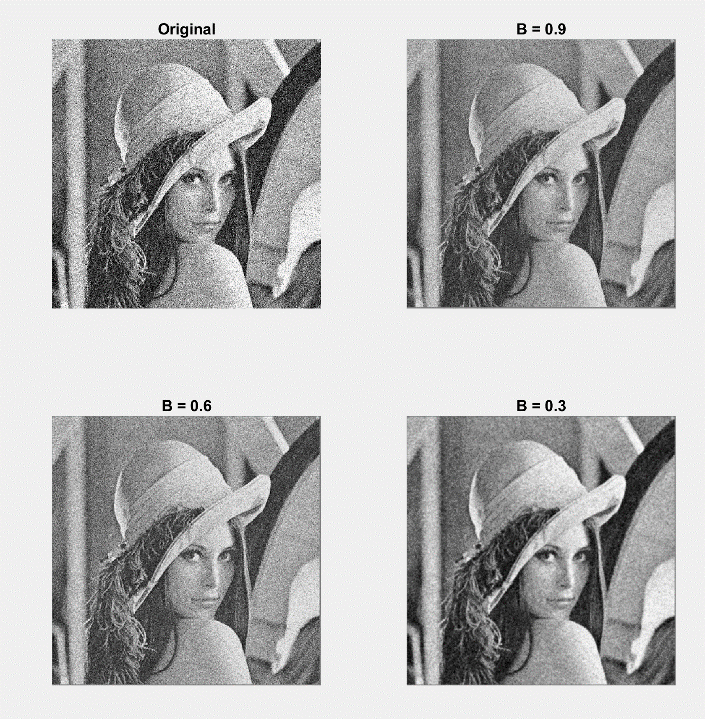 Original
B = 0.9
B = 0.6
B = 0.3